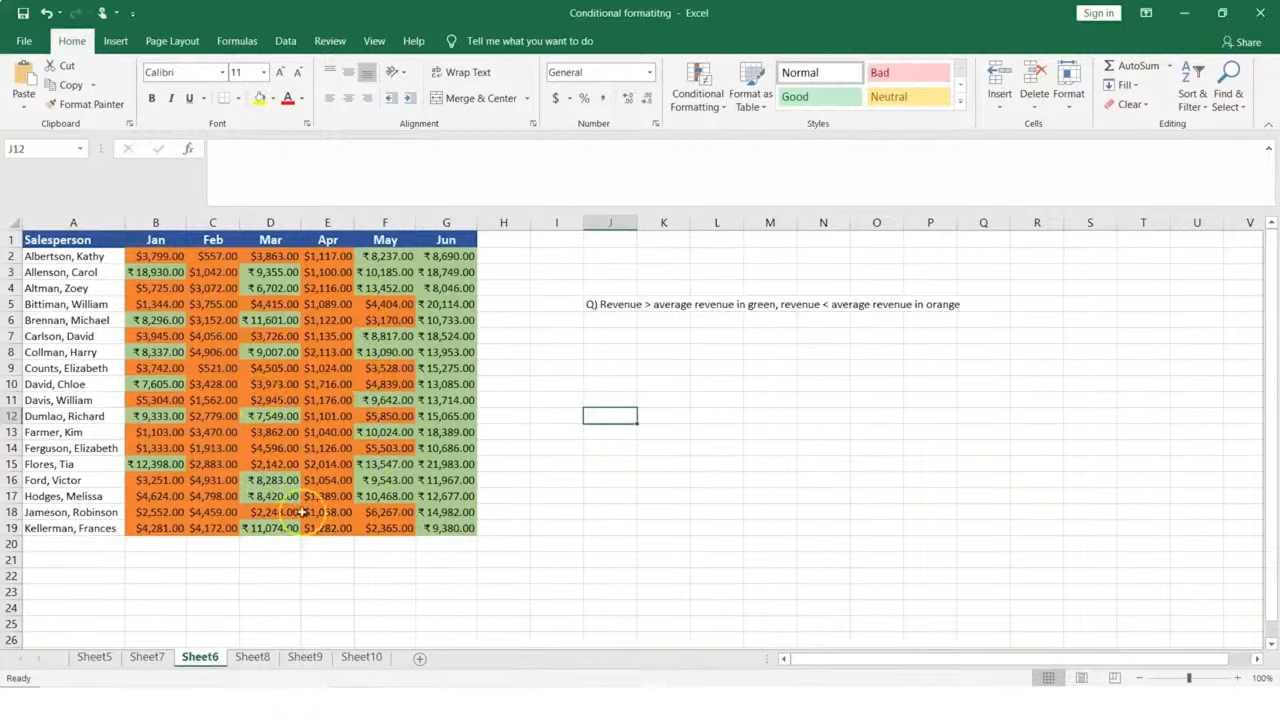 Conditional formatitng - Excel
Sign in
File Home Insert Page Layout Formulas Data Review View Help Tell me what you want to do Share
Paste Cut Copy Format Painter Clipboard
Calibri 11 A A B I U A Font
Wrap Text Merge & Center Alignment
General $ % , Number
Conditional Formatting Format as Table Normal Bad Good Neutral Styles
Insert Delete Format Cells
AutoSum Fill Clear Sort & Filter Find & Select Editing
J12 fx
A B C D E F G H I J K L M N O P Q R S T U V
1 Salesperson Jan Feb Mar Apr May Jun
2 Albertson, Kathy $3,799.00 $557.00 $3,863.00 $1,117.00 ₹ 8,237.00 ₹ 8,690.00
3 Allenson, Carol ₹ 18,930.00 $1,042.00 ₹ 9,355.00 $1,100.00 ₹ 10,185.00 ₹ 18,749.00
4 Altman, Zoey $5,725.00 $3,072.00 ₹ 6,702.00 $2,116.00 ₹ 13,452.00 ₹ 8,046.00
5 Bittiman, William $1,344.00 $3,755.00 $4,415.00 $1,089.00 $4,404.00 ₹ 20,114.00 Q) Revenue > average revenue in green, revenue < average revenue in orange
6 Brennan, Michael ₹ 8,296.00 $3,152.00 ₹ 11,601.00 $1,122.00 $3,170.00 ₹ 10,733.00
7 Carlson, David $3,945.00 $4,056.00 $3,726.00 $1,135.00 ₹ 8,817.00 ₹ 18,524.00
8 Collman, Harry ₹ 8,337.00 $4,906.00 ₹ 9,007.00 $2,113.00 ₹ 13,090.00 ₹ 13,953.00
9 Counts, Elizabeth $3,742.00 $521.00 $4,505.00 $1,024.00 $3,528.00 ₹ 15,275.00
10 David, Chloe ₹ 7,605.00 $3,428.00 $3,973.00 $1,716.00 $4,839.00 ₹ 13,085.00
11 Davis, William $5,304.00 $1,562.00 $2,945.00 $1,176.00 ₹ 9,642.00 ₹ 13,714.00
12 Dumlao, Richard ₹ 9,333.00 $2,779.00 ₹ 7,549.00 $1,101.00 $5,850.00 ₹ 15,065.00
13 Farmer, Kim $1,103.00 $3,470.00 $3,862.00 $1,040.00 ₹ 10,024.00 ₹ 18,389.00
14 Ferguson, Elizabeth $1,333.00 $1,913.00 $4,596.00 $1,126.00 $5,503.00 ₹ 10,686.00
15 Flores, Tia ₹ 12,398.00 $2,883.00 $2,142.00 $2,014.00 ₹ 13,547.00 ₹ 21,983.00
16 Ford, Victor $3,251.00 $4,931.00 ₹ 8,283.00 $1,054.00 ₹ 9,543.00 ₹ 11,967.00
17 Hodges, Melissa $4,624.00 $4,798.00 ₹ 8,420.00 ₹ 10,468.00 ₹ 12,677.00
18 Jameson, Robinson $2,552.00 $4,459.00 $6,267.00 ₹ 14,982.00
19 Kellerman, Frances $4,281.00 $4,172.00 ₹ 11,074.00 $1,282.00 $2,365.00 ₹ 9,380.00
20
21
22
23
24
25
26
Sheet5 Sheet7 Sheet6 Sheet8 Sheet9 Sheet10
Ready 100%